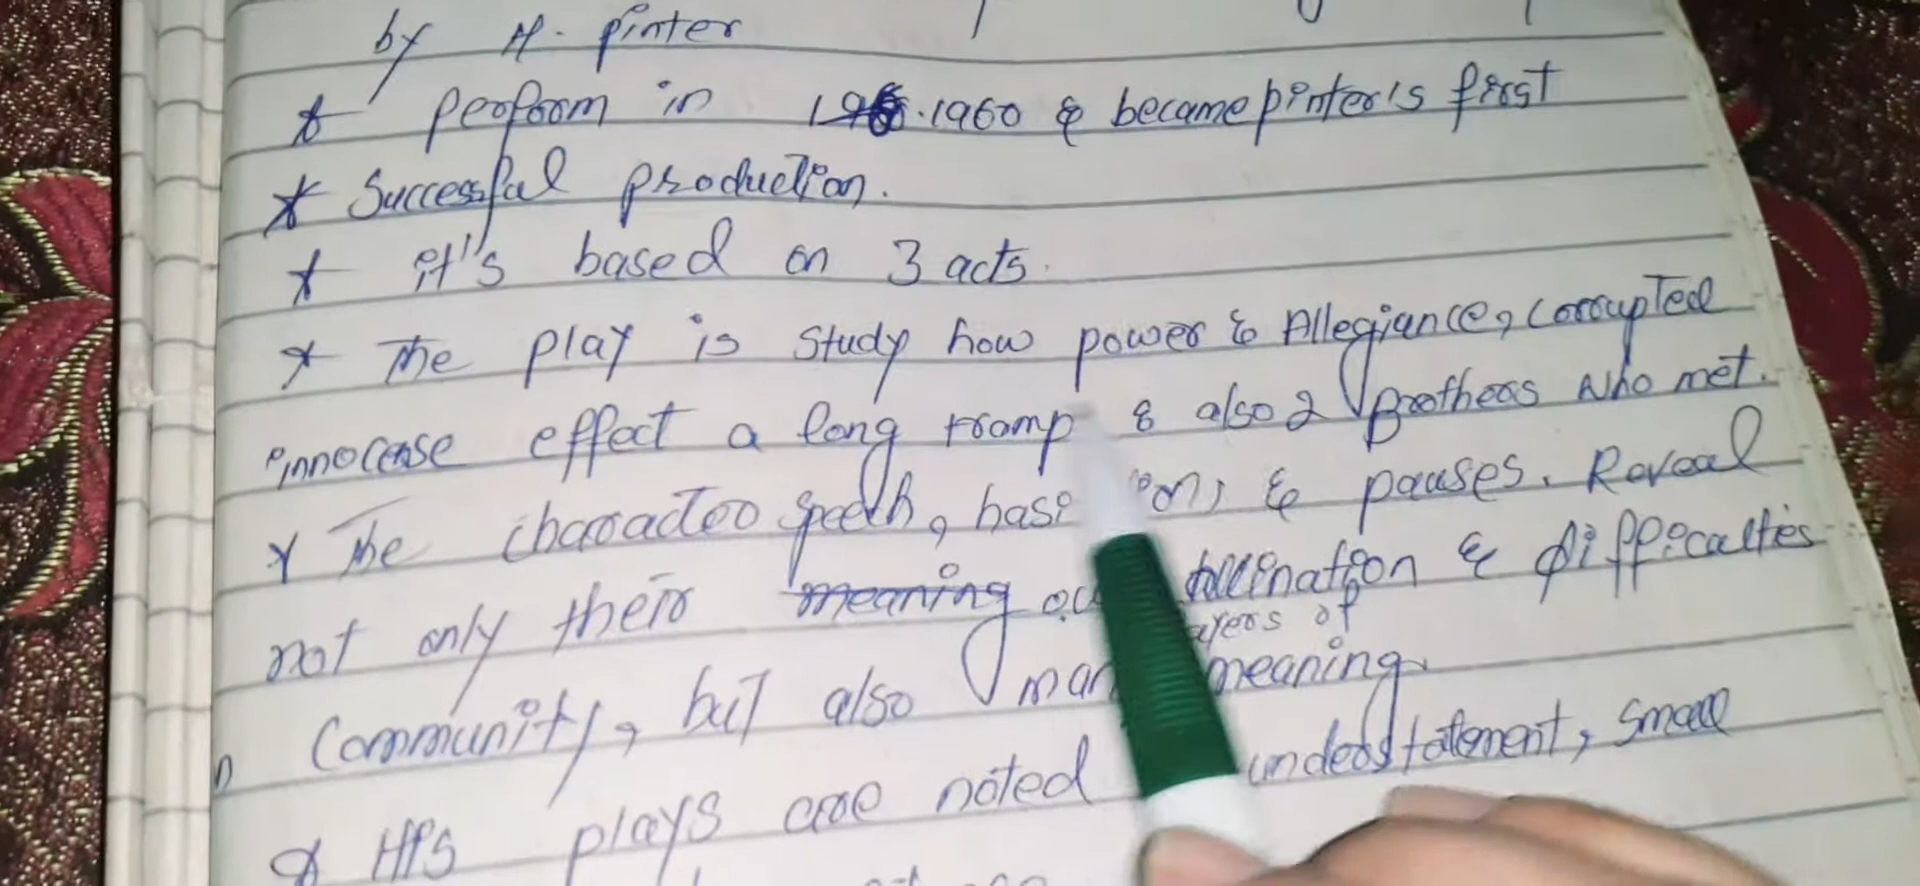 by H. pinter
* perform in 1960 & became pinter's first
* Successful production.
* it's based on 3 acts.
* The play is study how power & Allegiance, corrupted
innocense effect a long tramp & also 2 Brothers who met.
* The character speech, & pauses. Reveal
not only their meaning & difficulties
layers of
Community, but also meaning.
* His plays are noted understatement, small